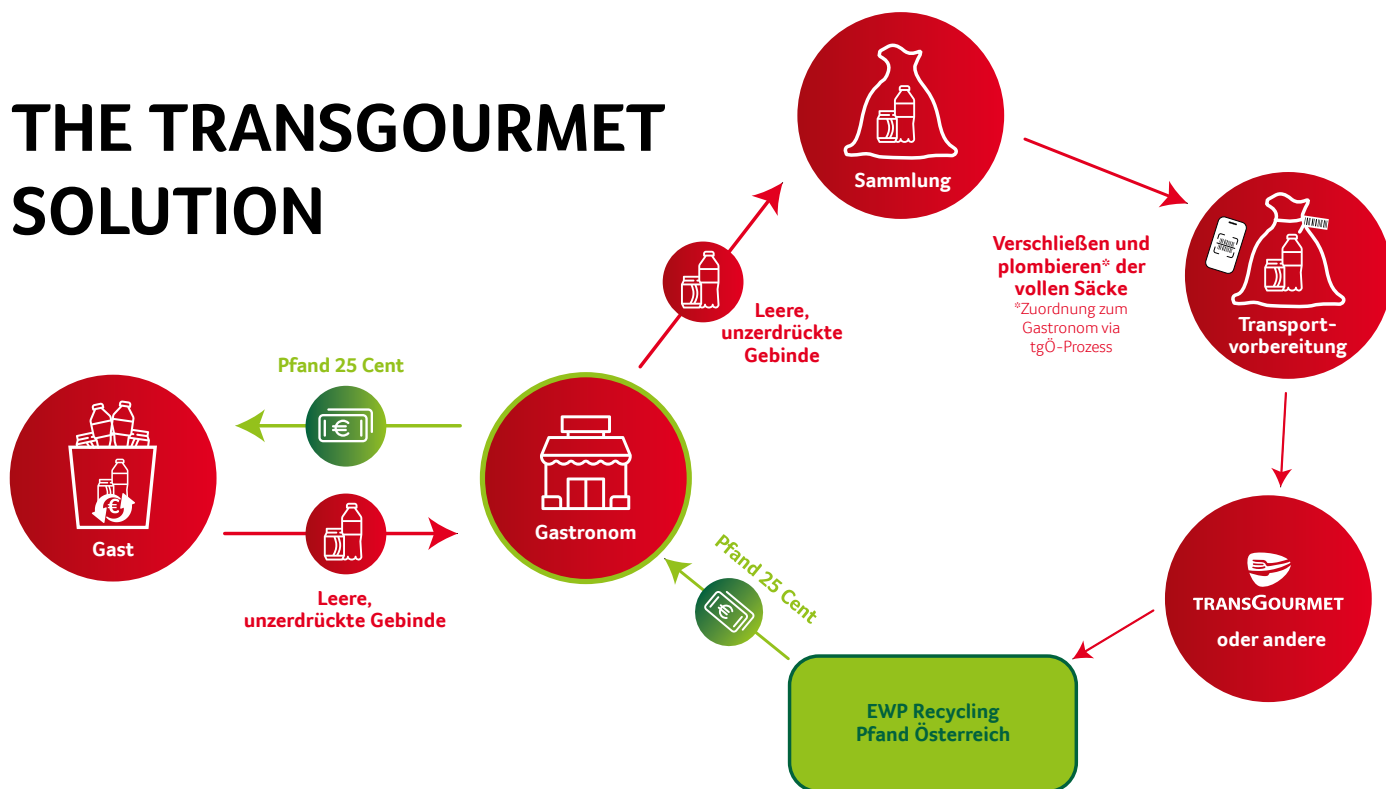 THE TRANSGOURMET
SOLUTION
Sammlung
Verschließen und
plombieren* der
vollen Säcke
*Zuordnung zum
Gastronom via
tgÖ-Prozess
Transport-
vorbereitung
Leere,
unzerdrückte
Gebinde
Pfand 25 Cent
Gast
Gastronom
Leere,
unzerdrückte Gebinde
Pfand 25 Cent
TRANSGOURMET
oder andere
EWP Recycling
Pfand Österreich